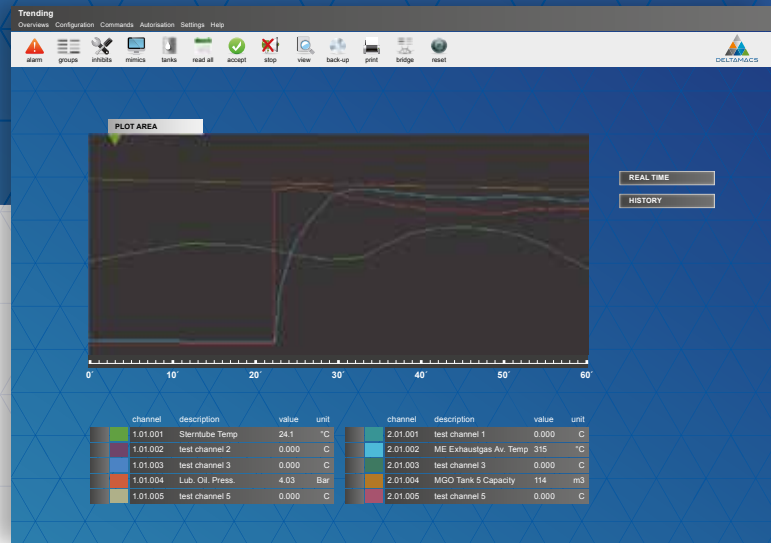 Trending
Overviews Configuration Commands Autorisation Settings Help
alarm groups inhibits mimics tanks read all accept stop view back-up print bridge reset
DELTAMACS
PLOT AREA
REAL TIME
HISTORY
0´ 10´ 20´ 30´ 40´ 50´ 60´
channel description value unit
1.01.001 Sterntube Temp 24.1 °C
1.01.002 test channel 2 0.000 C
1.01.003 test channel 3 0.000 C
1.01.004 Lub. Oil. Press. 4.03 Bar
1.01.005 test channel 5 0.000 C
channel description value unit
2.01.001 test channel 1 0.000 C
2.01.002 ME Exhaustgas Av. Temp 315 °C
2.01.003 test channel 3 0.000 C
2.01.004 MGO Tank 5 Capacity 114 m3
2.01.005 test channel 5 0.000 C